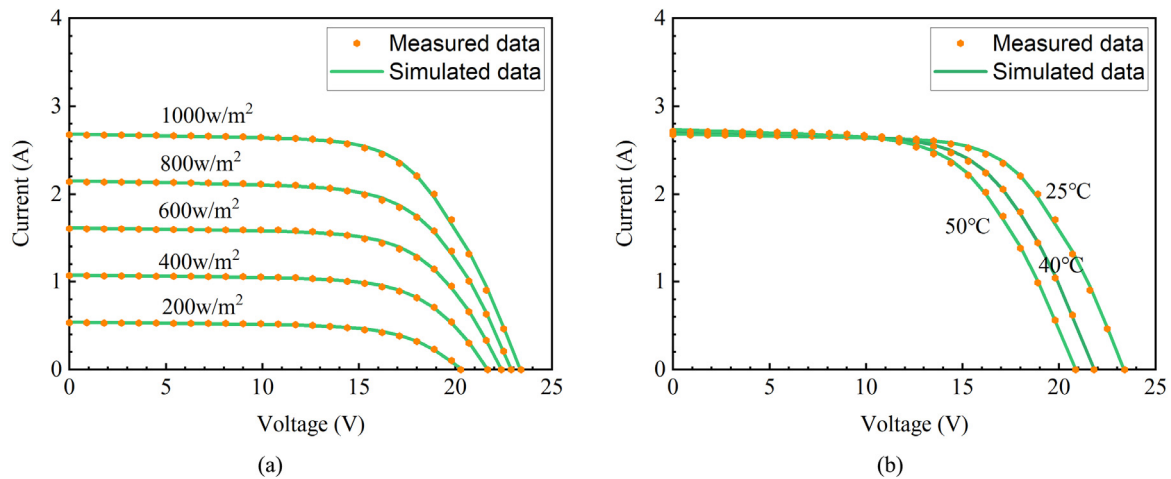 4
3
2
1
0
Current (A)
Measured data
Simulated data
1000w/m²
800w/m²
600w/m²
400w/m²
200w/m²
0 5 10 15 20 25
Voltage (V)
(a)
4
3
2
1
0
Current (A)
Measured data
Simulated data
25°C
50°C
40°C
0 5 10 15 20 25
Voltage (V)
(b)